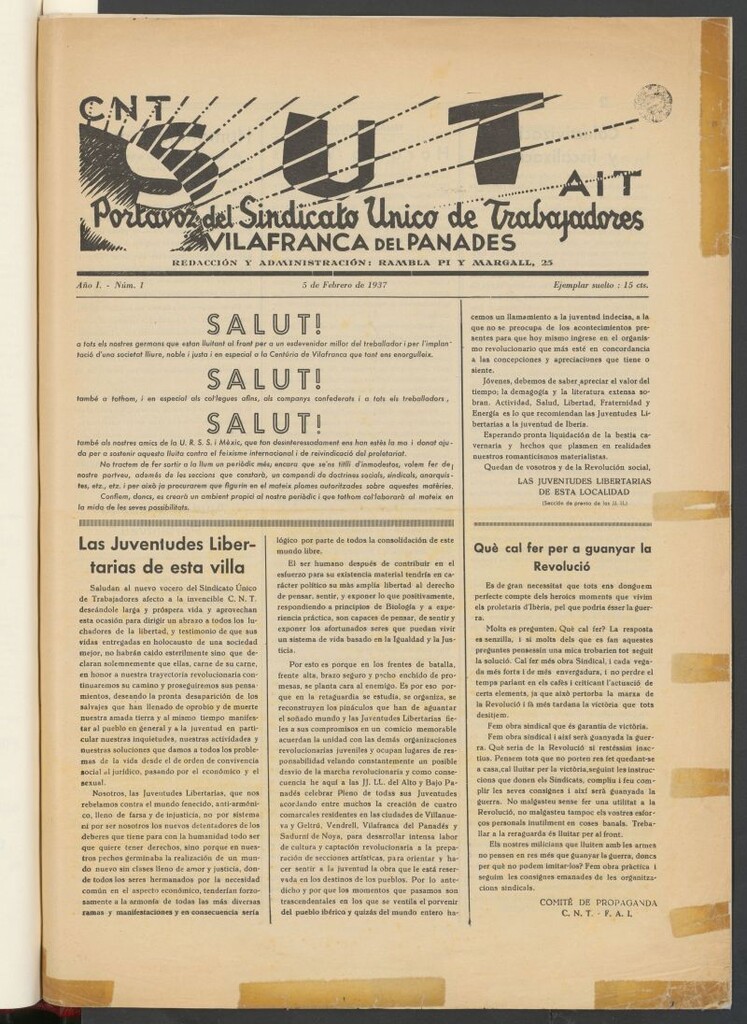 CNT
SUT
AIT
Portavoz del Sindicato Unico de Trabajadores
VILAFRANCA DEL PANADES
REDACCIÓN Y ADMINISTRACIÓN: RAMBLA PI Y MARGALL, 25
Año I. - Núm. 1
5 de Febrero de 1937
Ejemplar suelto : 15 cts.
SALUT!
a tots els nostres germans que estan lluitant al front per a un esdevenidor millor del treballador i per l'implan-
tació d'una societat lliure, noble i justa i en especial a la Centúria de Vilafranca que tant ens enorgulleix.
SALUT!
també a tothom, i en especial als col·legues afins, als companys confederats i a tots els treballadors,
SALUT!
també als nostres amics de la U. R. S. S. i Mèxic, que tan desinteressadament ens han estès la ma i donat aju-
da per a sostenir aquesta lluita contra el feixisme internacional i de reivindicació del proletariat.
No tractem de fer sortir a la llum un periòdic més, encara que se'ns titlli d'inmodestos, volem fer de
nostre portveu, además de les seccions que constarà, un compendi de doctrines socials, sindicals, anarquis-
tes, etc., etc. i per això ja procurarem que figurin en el mateix plomes autoritzades sobre aquestes matèries.
Confiem, doncs, es crearà un ambient propici al nostre periòdic i que tothom col·laborarà al mateix en
la mida de les seves possibilitats.
Las Juventudes Liber-
tarias de esta villa
Saludan al nuevo vocero del Sindicato Único
de Trabajadores afecto a la invencible C. N. T.
deseándole larga y próspera vida y aprovechan
esta ocasión para dirigir un abrazo a todos los lu-
chadores de la libertad, y testimonio de que sus
vidas entregadas en holocausto de una sociedad
mejor, no habrán caído esterilmente sino que de-
claran solemnemente que ellas, carne de su carne,
en honor a nuestra trayectoria revolucionaria con-
tinuaremos su camino y proseguiremos sus pensa-
mientos, deseando la pronta desaparición de los
salvajes que han llenado de oprobio y de muerte
nuestra amada tierra y al mismo tiempo manifes-
tar al pueblo en general y a la juventud en parti-
cular nuestras inquietudes, nuestras actividades y
nuestras soluciones que damos a todos los proble-
mas de la vida desde el orden de convivencia
social al jurídico, pasando por el económico y el
sexual.
Nosotros, las Juventudes Libertarias, que nos
rebelamos contra el mundo fenecido, anti-armóni-
co, lleno de farsa y de injusticia, no por sistema
ni por ser nosotros los nuevos detentadores de los
deberes que tiene para con la humanidad todo ser
que quiere tener derechos, sino porque en nues-
tros pechos germinaba la realización de un mun-
do nuevo sin clases lleno de amor y justicia, don-
de todos los seres hermanados por la necesidad
común en el aspecto económico, tenderían forzo-
samente a la armonía de todas las más diversas
ramas y manifestaciones y en consecuencia sería
lógico por parte de todos la consolidación de este
mundo libre.
El ser humano después de contribuir en el
esfuerzo para su existencia material tendría en ca-
rácter político su más amplia libertad al derecho
de pensar, sentir, y exponer lo que positivamente,
respondiendo a principios de Biología y a expe-
riencia práctica, son capaces de pensar, de sentir y
exponer los afortunados seres que puedan vivir
un sistema de vida basado en la Igualdad y la Jus-
ticia.
Por esto es porque en los frentes de batalla,
frente alta, brazo seguro y pecho enchido de pro-
mesas, se planta cara al enemigo. Es por eso por-
que en la retaguardia se estudia, se organiza, se
reconstruyen los pináculos que han de aguantar
el soñado mundo y las Juventudes Libertarias fie-
les a sus compromisos en un comicio memorable
acuerdan la unidad con las demás organizaciones
revolucionarias juveniles y ocupan lugares de res-
ponsabilidad velando constantemente un posible
desvío de la marcha revolucionaria y como conse-
cuencia he aquí a las JJ. LL. del Alto y Bajo Pa-
nadés celebrar Pleno de todas sus Juventudes
acordando entre muchos la creación de cuatro
comarcales residentes en las ciudades de Villanue-
va y Geltrú, Vendrell, Vilafranca del Panadés y
Sadurní de Noya, para desarrollar intensa labor
de cultura y captación revolucionaria a la prepa-
ración de secciones artísticas, para orientar y ha-
cer sentir a la juventud la obra que le está reser-
vada en los destinos de los pueblos. Por lo ante-
dicho y por que los momentos que pasamos son
trascendentales en los que se ventila el porvenir
del pueblo ibérico y quizás del mundo entero ha-
cemos un llamamiento a la juventud indecisa, a la
que no se preocupa de los acontecimientos pre-
sentes para que hoy mismo ingrese en el organis-
mo revolucionario que más esté en concordancia
a las concepciones y apreciaciones que tiene o
siente.
Jóvenes, debemos de saber apreciar el valor del
tiempo; la demagogia y la literatura extensa so-
bran. Actividad, Salud, Libertad, Fraternidad y
Energía es lo que recomiendan las Juventudes Li-
bertarias a la juventud de Iberia.
Esperando pronta liquidación de la bestia ca-
vernaria y hechos que plasmen en realidades
nuestros romanticismos materialistas.
Quedan de vosotros y de la Revolución social,
LAS JUVENTUDES LIBERTARIAS
DE ESTA LOCALIDAD
(Sección de prensa de las JJ. LL.)
Què cal fer per a guanyar la
Revolució
Es de gran necesitat que tots ens donguem
perfecte compte dels heroics moments que vivim
els proletaris d'Ibèria, pel que podria ésser la guer-
ra.
Molts es pregunten. Què cal fer? La resposta
es senzilla, i si molts dels que es fan aquestes
preguntes pensessin una mica trobarien tot seguit
la solució. Cal fer més obra Sindical, i cada vega-
da més forta i de més envergadura, i no perdre el
temps parlant en els cafès i criticant l'actuació de
certs elements, ja que això pertorba la marxa de
la Revolució i fà més tardana la victòria que tots
desitjem.
Fem obra sindical que és garantia de victòria.
Fem obra sindical i així serà guanyada la guer-
ra. Què seria de la Revolució si restéssim inac-
tius. Pensem tots que no porten res fet quedant-se
a casa, cal lluitar per la victòria, seguint les instruc-
cions que donen els Sindicats, compliu i feu com-
plir les seves consignes i així serà guanyada la
guerra. No malgasteu sense fer una utilitat a la
Revolució, no malgasteu tampoc els vostres esfor-
ços personals inutilment en coses banals. Treba-
llar a la reraguarda és lluitar per al front.
Els nostres milicians que lluiten amb les armes
no pensen en res més que guanyar la guerra, doncs
per què no podem imitar-los? Fem obra pràctica i
seguim les consignes emanades de les organitza-
cions sindicals.
COMITÉ DE PROPAGANDA
C. N. T. - F. A. I.